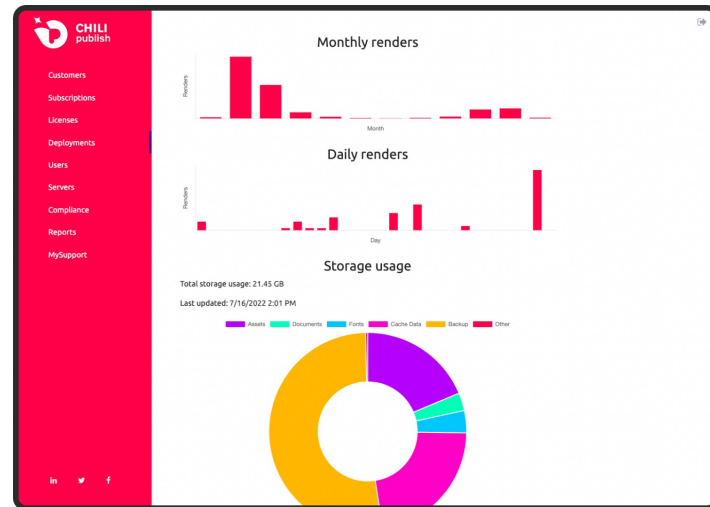 CHILI
publish
Customers
Subscriptions
Licenses
Deployments
Users
Servers
Compliance
Reports
MySupport
in
f
Monthly renders
Renders
Month
Daily renders
Renders
Day
Storage usage
Total storage usage: 21.45 GB
Last updated: 7/16/2022 2:01 PM
Assets Documents Fonts Cache Data Backup Other